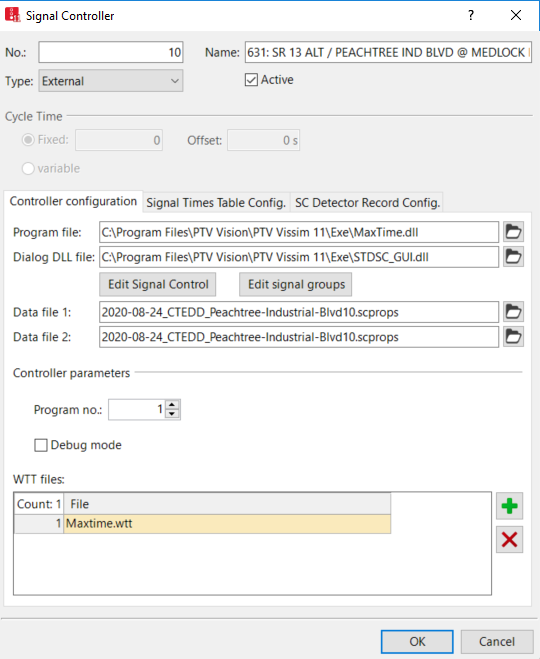 Signal Controller
No.: 10 Name: 631: SR 13 ALT / PEACHTREE IND BLVD @ MEDLOCK
Type: External Active
Cycle Time
Fixed: 0 Offset: 0 s
variable
Controller configuration Signal Times Table Config. SC Detector Record Config.
Program file: C:\Program Files\PTV Vision\PTV Vissim 11\Exe\MaxTime.dll
Dialog DLL file: C:\Program Files\PTV Vision\PTV Vissim 11\Exe\STDSC_GUI.dll
Edit Signal Control Edit signal groups
Data file 1: 2020-08-24_CTEDD_Peachtree-Industrial-Blvd10.scprops
Data file 2: 2020-08-24_CTEDD_Peachtree-Industrial-Blvd10.scprops
Controller parameters
Program no.: 1
Debug mode
WTT files:
Count: 1 File
1 Maxtime.wtt
OK Cancel